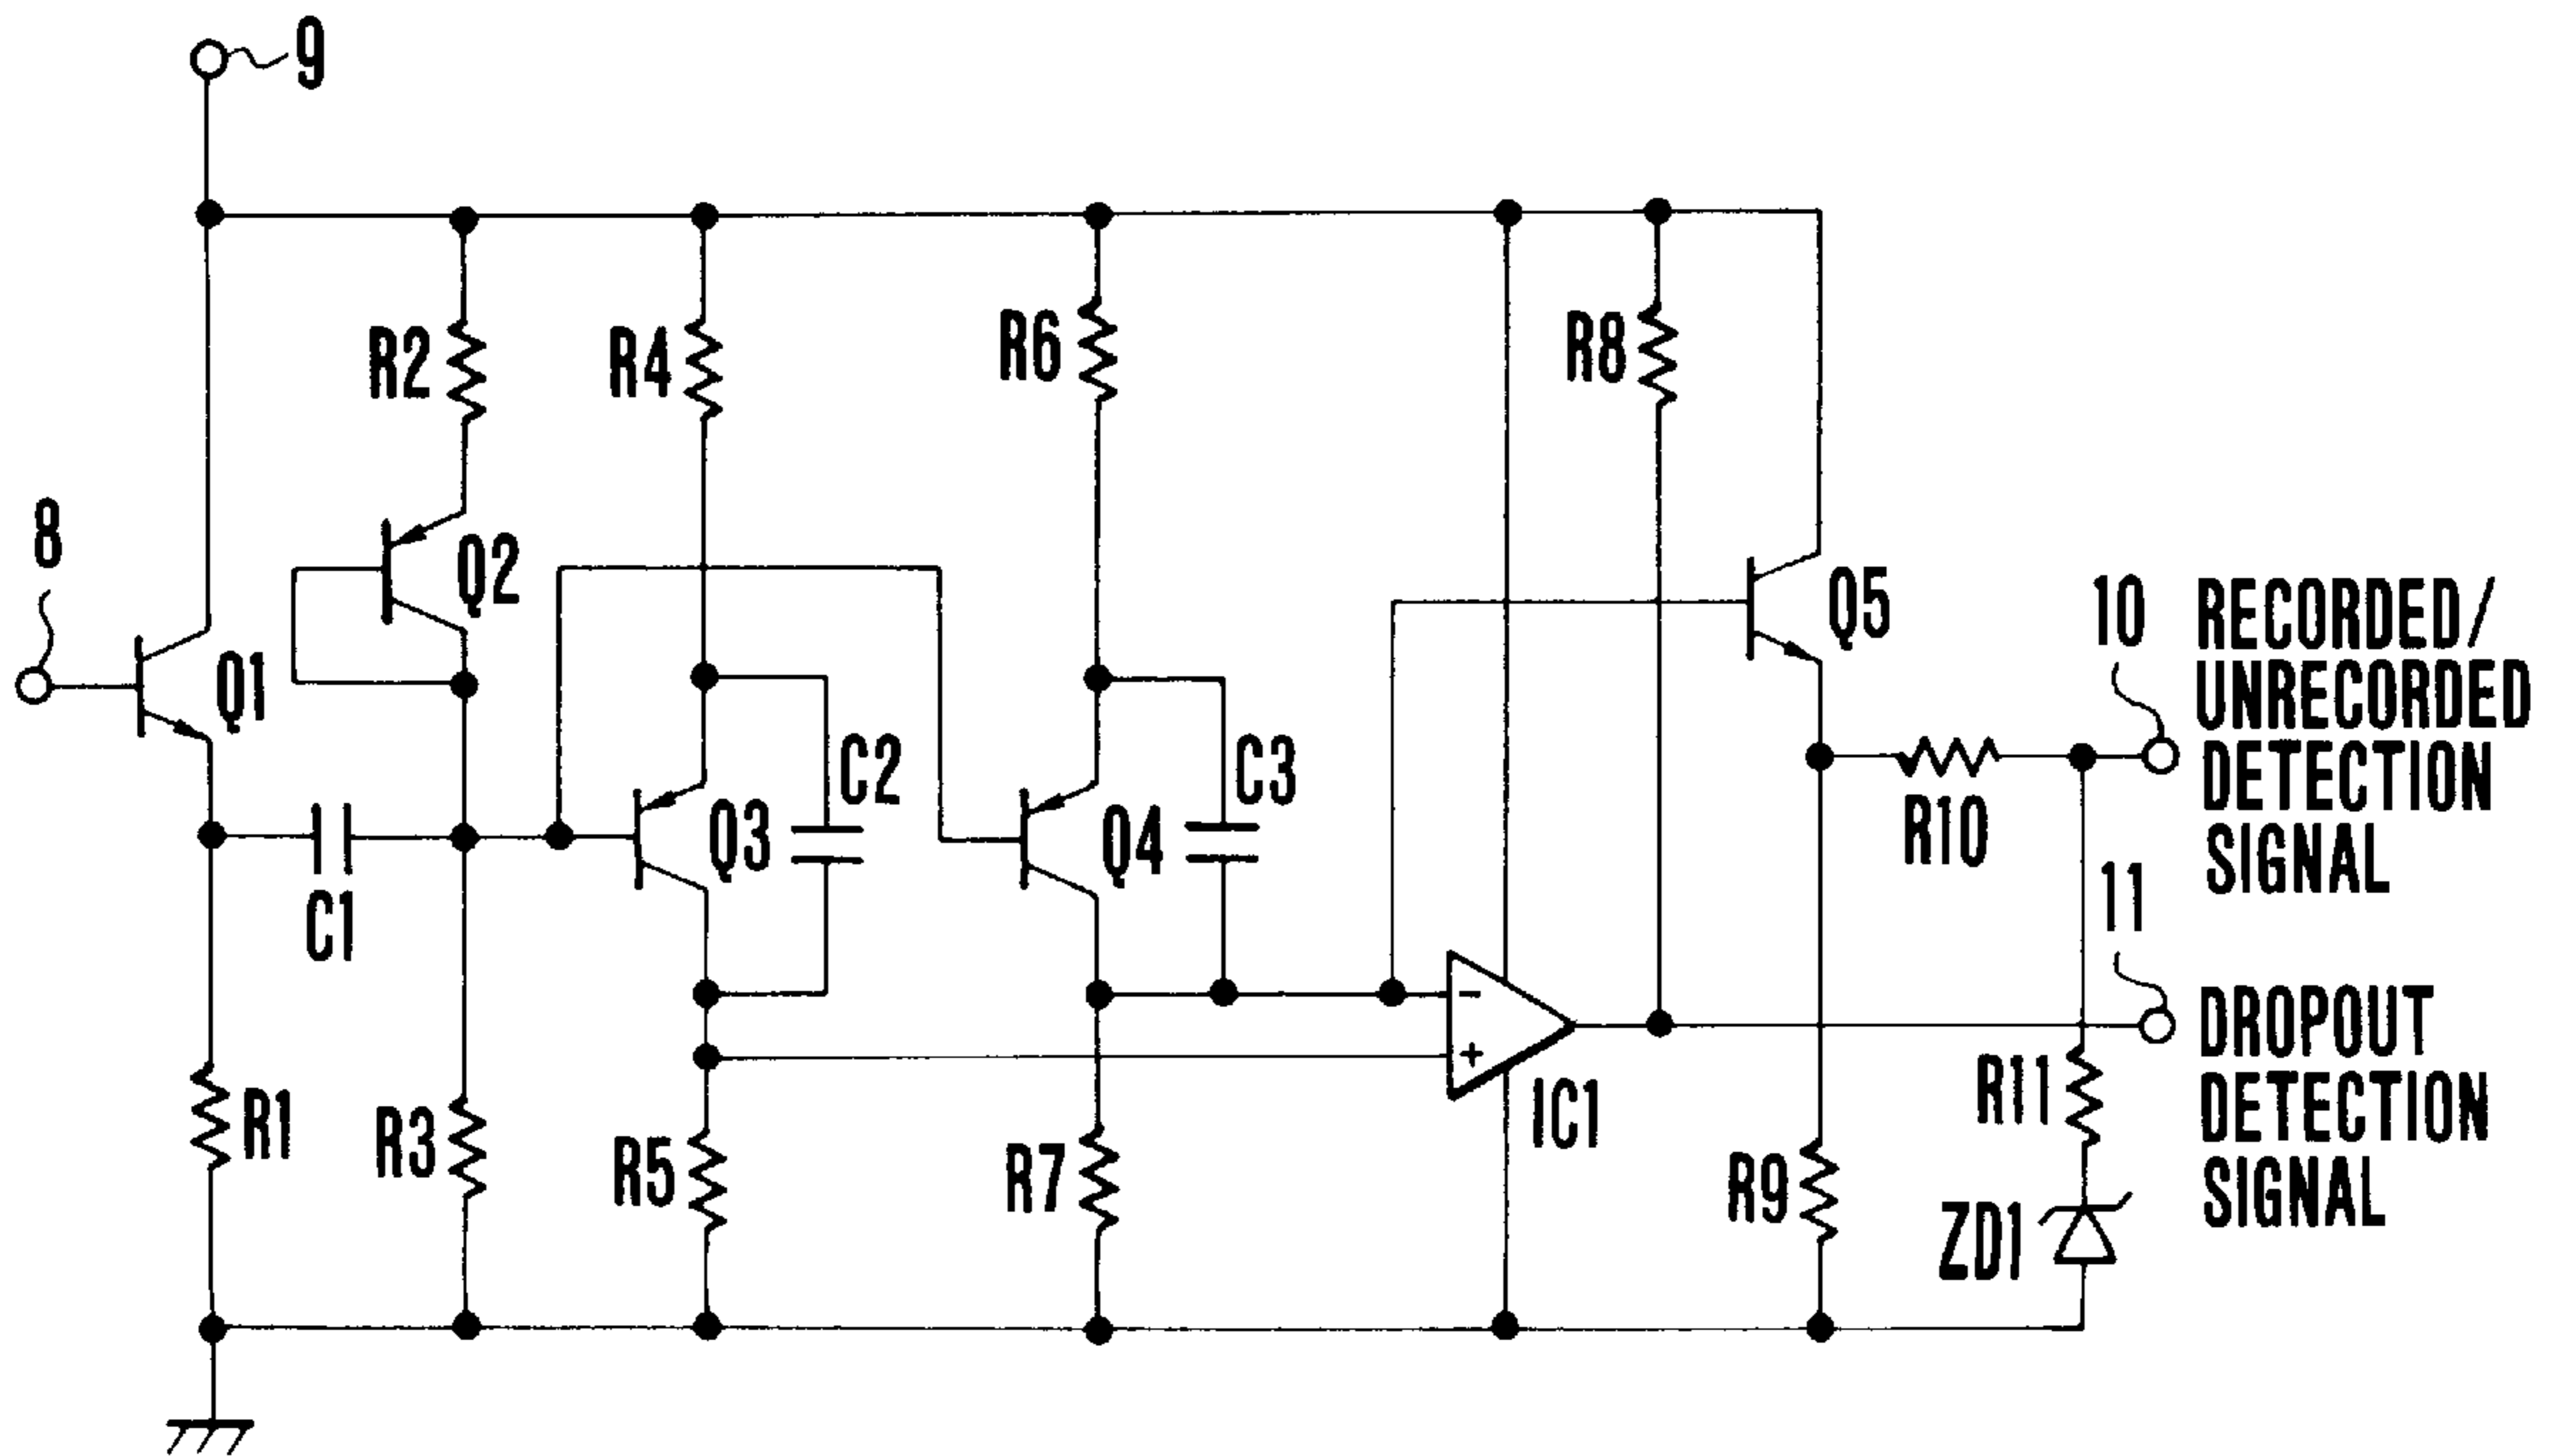 9
R2
R4
R6
R8
8
Q2
Q1
Q5
10
RECORDED/
UNRECORDED
DETECTION
SIGNAL
C2
C3
Q3
Q4
R10
C1
11
DROPOUT
DETECTION
SIGNAL
-
+
IC1
R11
R1
R3
R5
R7
R9
ZD1